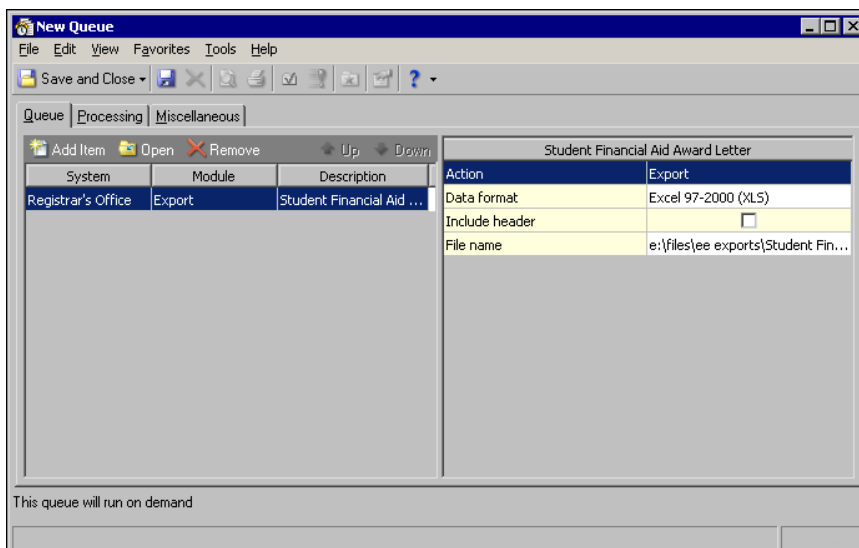 New Queue
File Edit View Favorites Tools Help
Save and Close
Queue Processing Miscellaneous
Add Item Open Remove Up Down
System Module Description
Registrar's Office Export Student Financial Aid ...
Student Financial Aid Award Letter
Action Export
Data format Excel 97-2000 (XLS)
Include header
File name e:\files\ee exports\Student Fin...
This queue will run on demand